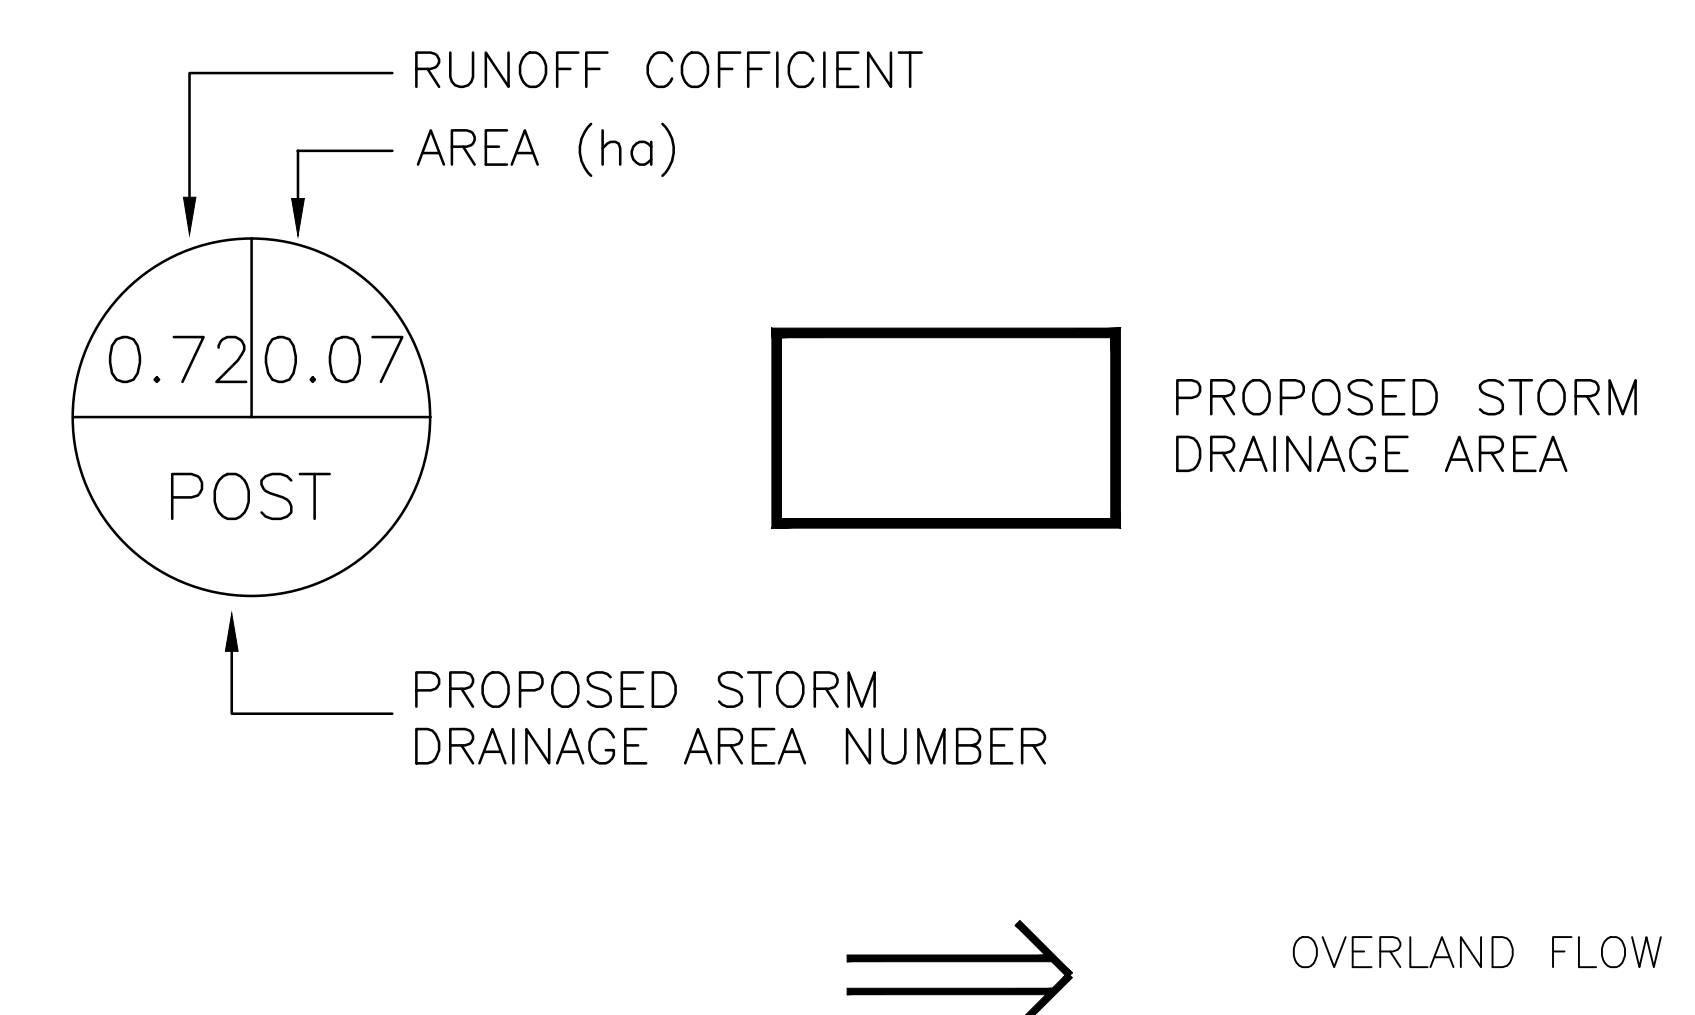 RUNOFF COFFICIENT
AREA (ha)
0.72 0.07
POST
PROPOSED STORM
DRAINAGE AREA
PROPOSED STORM
DRAINAGE AREA NUMBER
OVERLAND FLOW